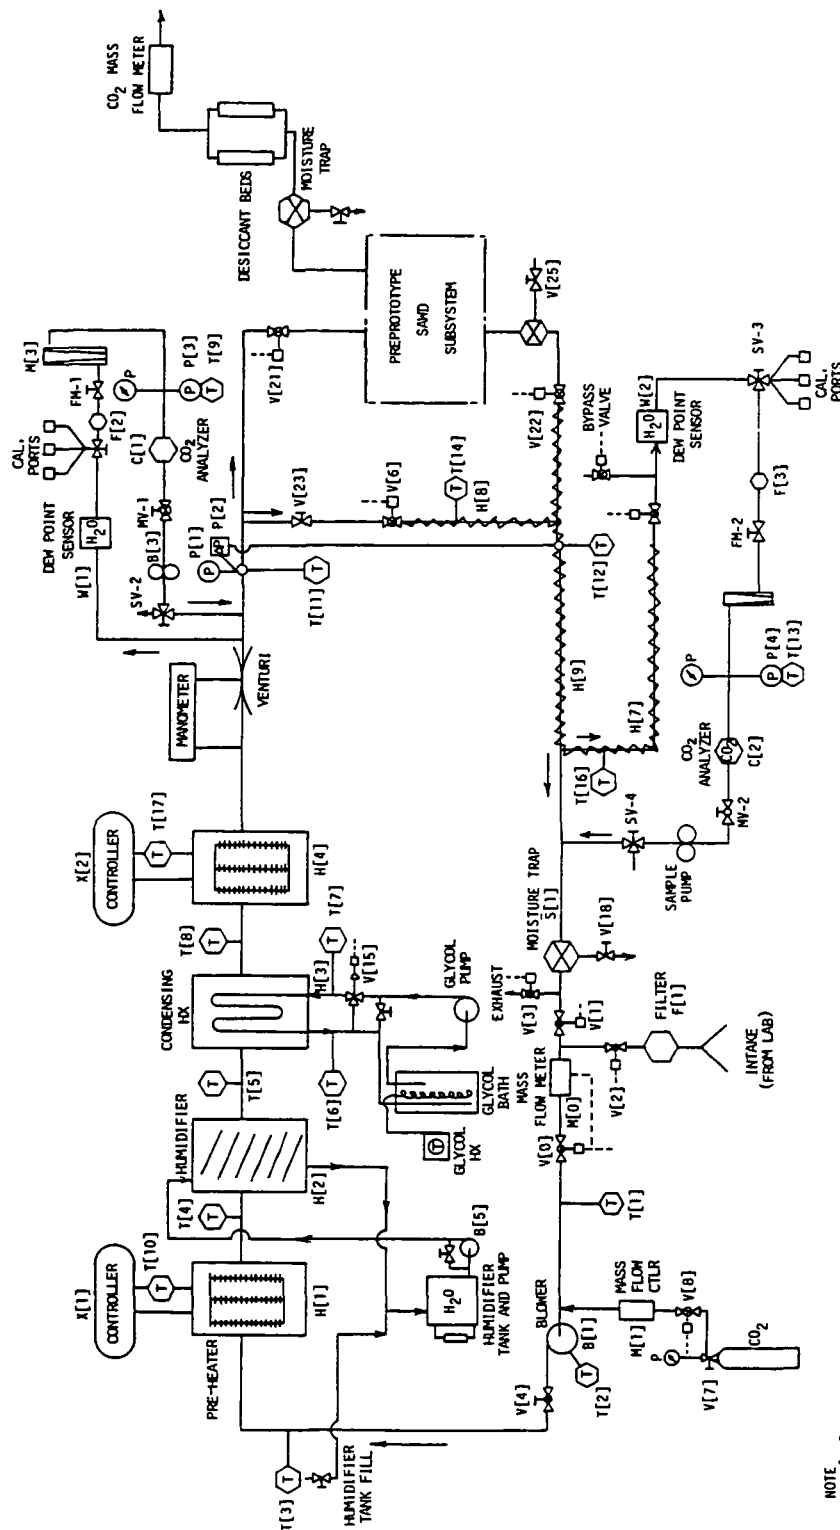 CO2 MASS
FLOW METER
DESICCANT BEDS
MOISTURE
TRAP
PREPROTOTYPE
SAWD
SUBSYSTEM
V[25]
V[21]
V[22]
M[3]
FM-1
F[2]
CAL.
PORTS
P
P[3]
P
T
T[9]
C[1]
CO2
ANALYZER
MV-1
B[3]
SV-2
H2O
DEW POINT
SENSOR
W[1]
P[1]
P[2]
P
P
T[11]
T
V[23]
V[6]
T
T[14]
H[8]
T[12]
T
BYPASS
VALVE
H2O
W[2]
DEW POINT
SENSOR
SV-3
CAL.
PORTS
F[3]
FM-2
P
P[4]
P
T
T[13]
CO2
ANALYZER
CO2
C[2]
MV-2
SAMPLE
PUMP
SV-4
H[9]
H[7]
T[16]
T
MANOMETER
VENTURI
X[2]
CONTROLLER
T
T[17]
H[4]
T[8]
T
CONDENSING
HX
H[3]
T[7]
T
V[15]
T[6]
T
T[5]
T
GLYCOL
PUMP
GLYCOL
BATH
GLYCOL
HX
T
HUMIDIFIER
H[2]
T[4]
T
X[1]
CONTROLLER
T
T[10]
H[1]
PRE-HEATER
B[5]
H2O
HUMIDIFIER
TANK AND PUMP
T[3]
T
HUMIDIFIER
TANK FILL
MOISTURE TRAP
S[1]
V[18]
EXHAUST
V[3]
V[1]
FILTER
F[1]
INTAKE
(FROM LAB)
V[2]
MASS
FLOW METER
M[0]
V[0]
T[1]
T
BLOWER
B[1]
T[2]
T
V[4]
MASS
FLOW
CTLR
M[1]
V[8]
P
V[7]
CO2
NOTE